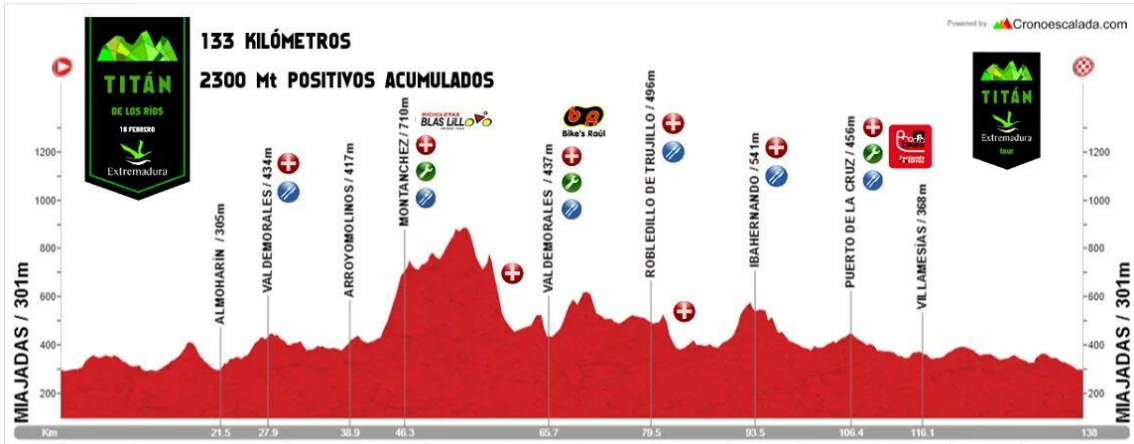 Powered by Cronoescalada.com
133 KILÓMETROS
2300 Mt POSITIVOS ACUMULADOS
TITÁN
DE LOS RÍOS
18 FEBRERO
Extremadura
TITÁN
Extremadura
tour
BICICLETAS
BLAS LILLO
Bike's Raúl
MIAJADAS / 301m
ALMOHARÍN / 305m
VALDEMORALES / 434m
ARROYOMOLINOS / 417m
MONTANCHEZ / 710m
VALDEMORALES / 437m
ROBLEDILLO DE TRUJILLO / 496m
IBAHERNANDO / 541m
PUERTO DE LA CRUZ / 456m
VILLAMESÍAS / 368m
MIAJADAS / 301m
1200
1000
800
600
400
200
1200
1000
800
600
400
200
Km 21.5 27.9 38.9 46.3 65.7 79.5 93.5 106.4 116.1 138